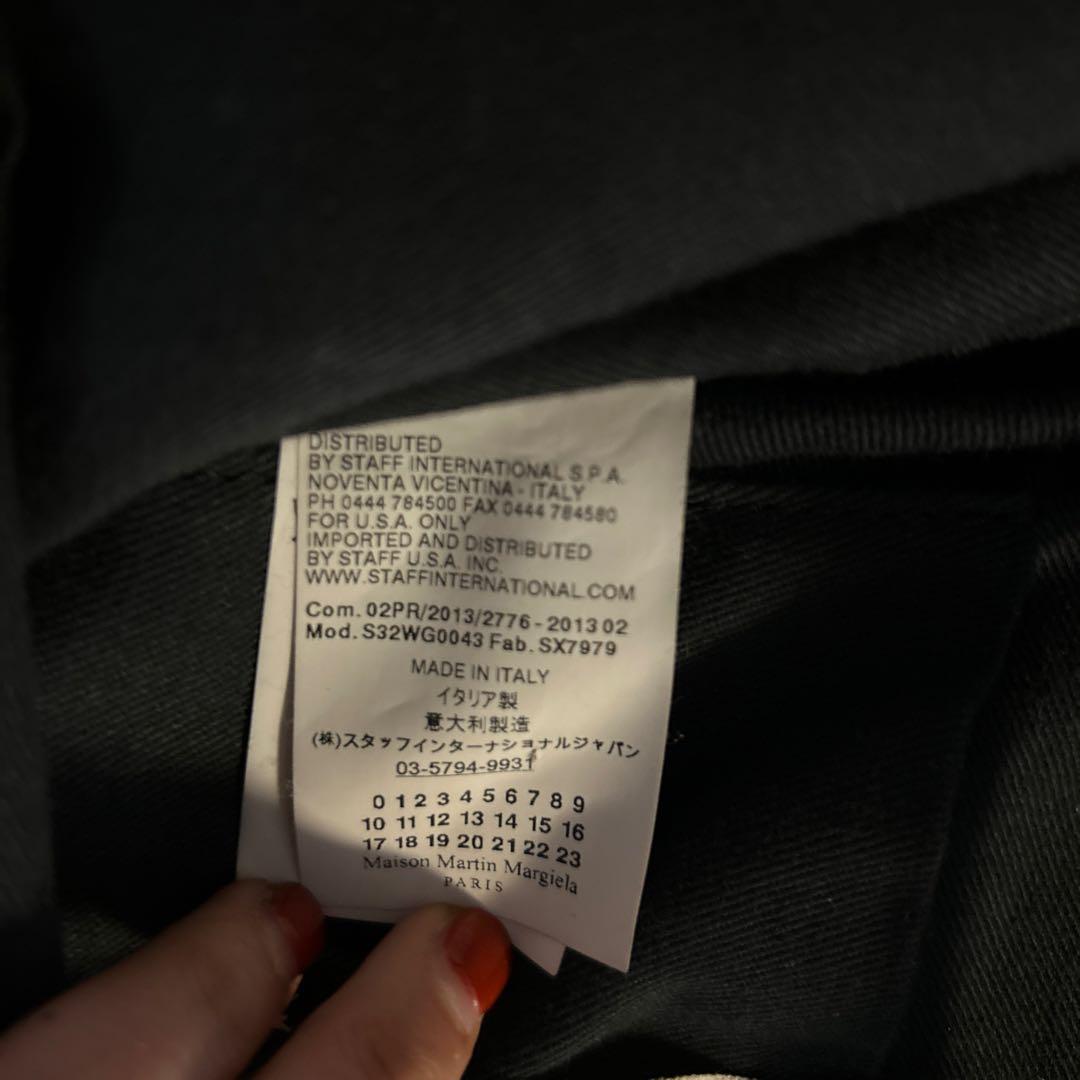 DISTRIBUTED
BY STAFF INTERNATIONAL S.P.A.
NOVENTA VICENTINA - ITALY
PH 0444 784500 FAX 0444 784580
FOR U.S.A. ONLY
IMPORTED AND DISTRIBUTED
BY STAFF U.S.A. INC.
WWW.STAFFINTERNATIONAL.COM
Com. 02PR/2013/2776 - 2013 02
Mod. S32WG0043 Fab. SX7979
MADE IN ITALY
イタリア製
意大利製造
(株)スタッフインターナショナルジャパン
03-5794-9931
0 1 2 3 4 5 6 7 8 9
10 11 12 13 14 15 16
17 18 19 20 21 22 23
Maison Martin Margiela
PARIS